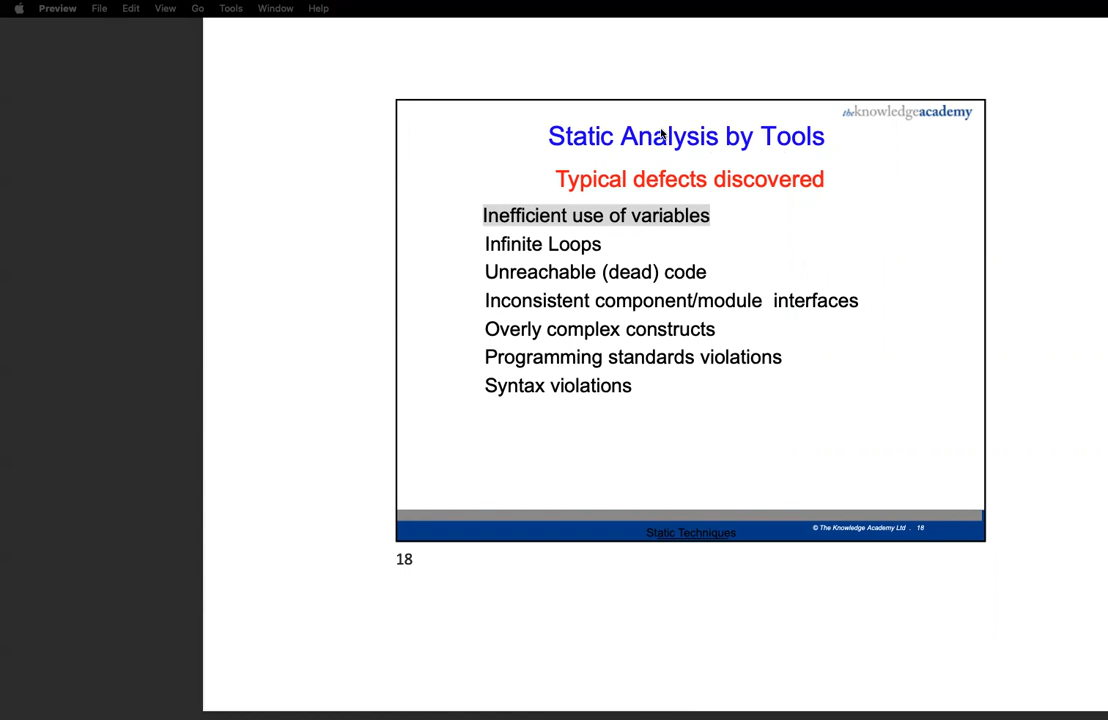 Preview File Edit View Go Tools Window Help
theknowledgeacademy
Static Analysis by Tools
Typical defects discovered
Inefficient use of variables
Infinite Loops
Unreachable (dead) code
Inconsistent component/module interfaces
Overly complex constructs
Programming standards violations
Syntax violations
Static Techniques
© The Knowledge Academy Ltd . 18
18